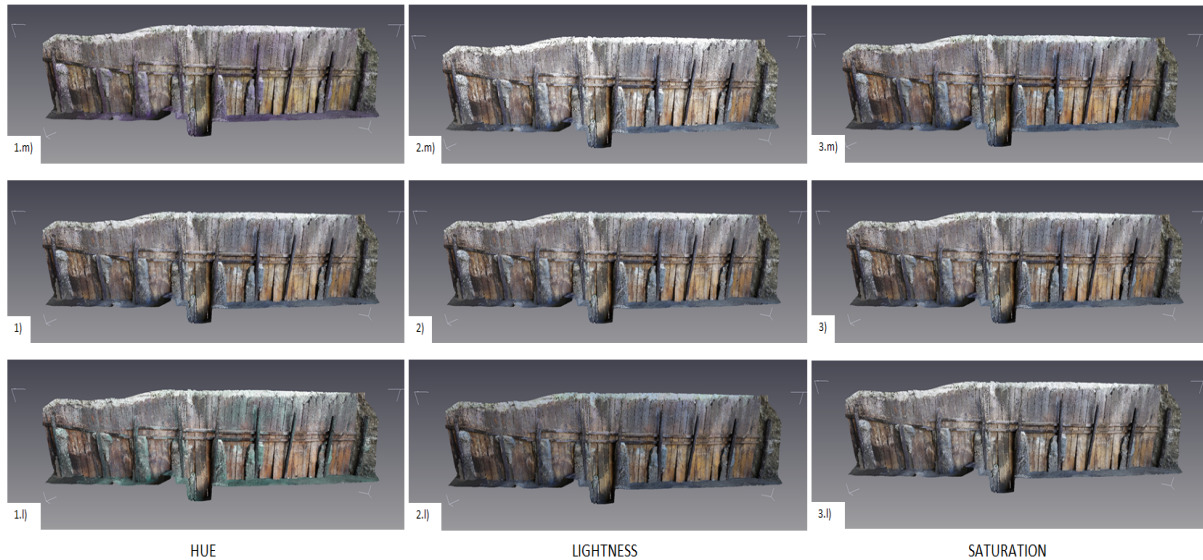 1.m)
2.m)
3.m)
1)
2)
3)
1.l)
2.l)
3.l)
HUE
LIGHTNESS
SATURATION